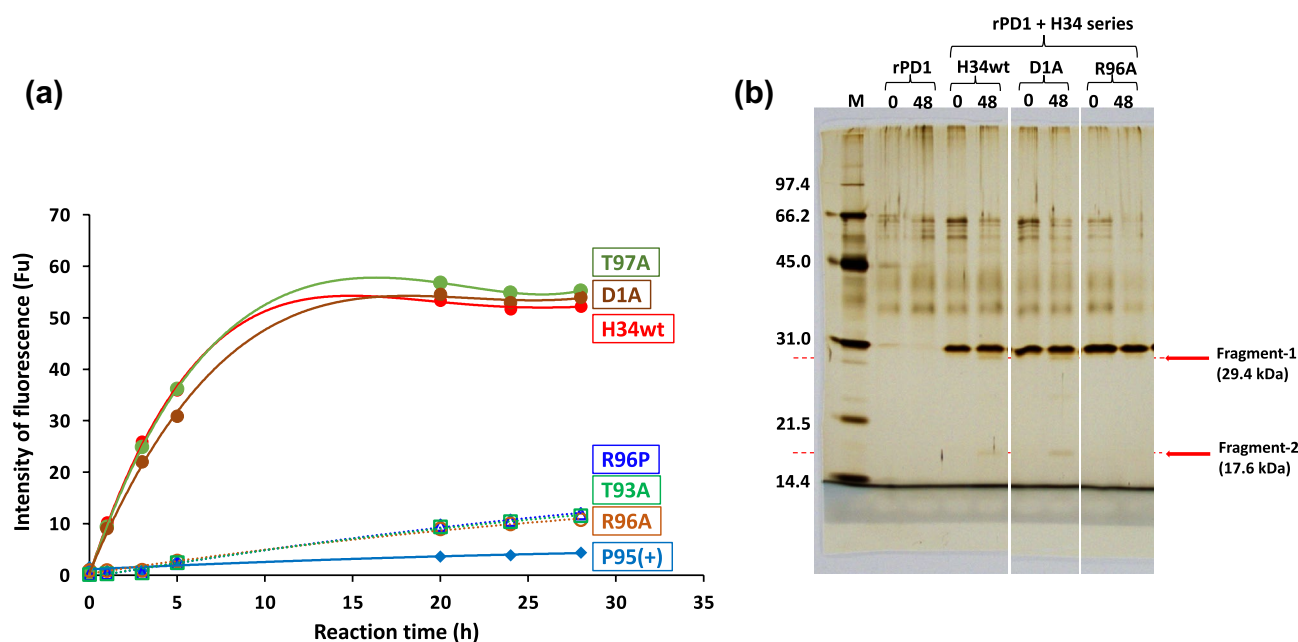 (a)
70
60
50
40
30
20
10
0
Intensity of fluorescence (Fu)
0 5 10 15 20 25 30 35
Reaction time (h)
T97A
D1A
H34wt
R96P
T93A
R96A
P95(+)
(b)
rPD1 + H34 series
rPD1 H34wt D1A R96A
M 0 48 0 48 0 48 0 48
97.4
66.2
45.0
31.0
21.5
14.4
Fragment-1
(29.4 kDa)
Fragment-2
(17.6 kDa)